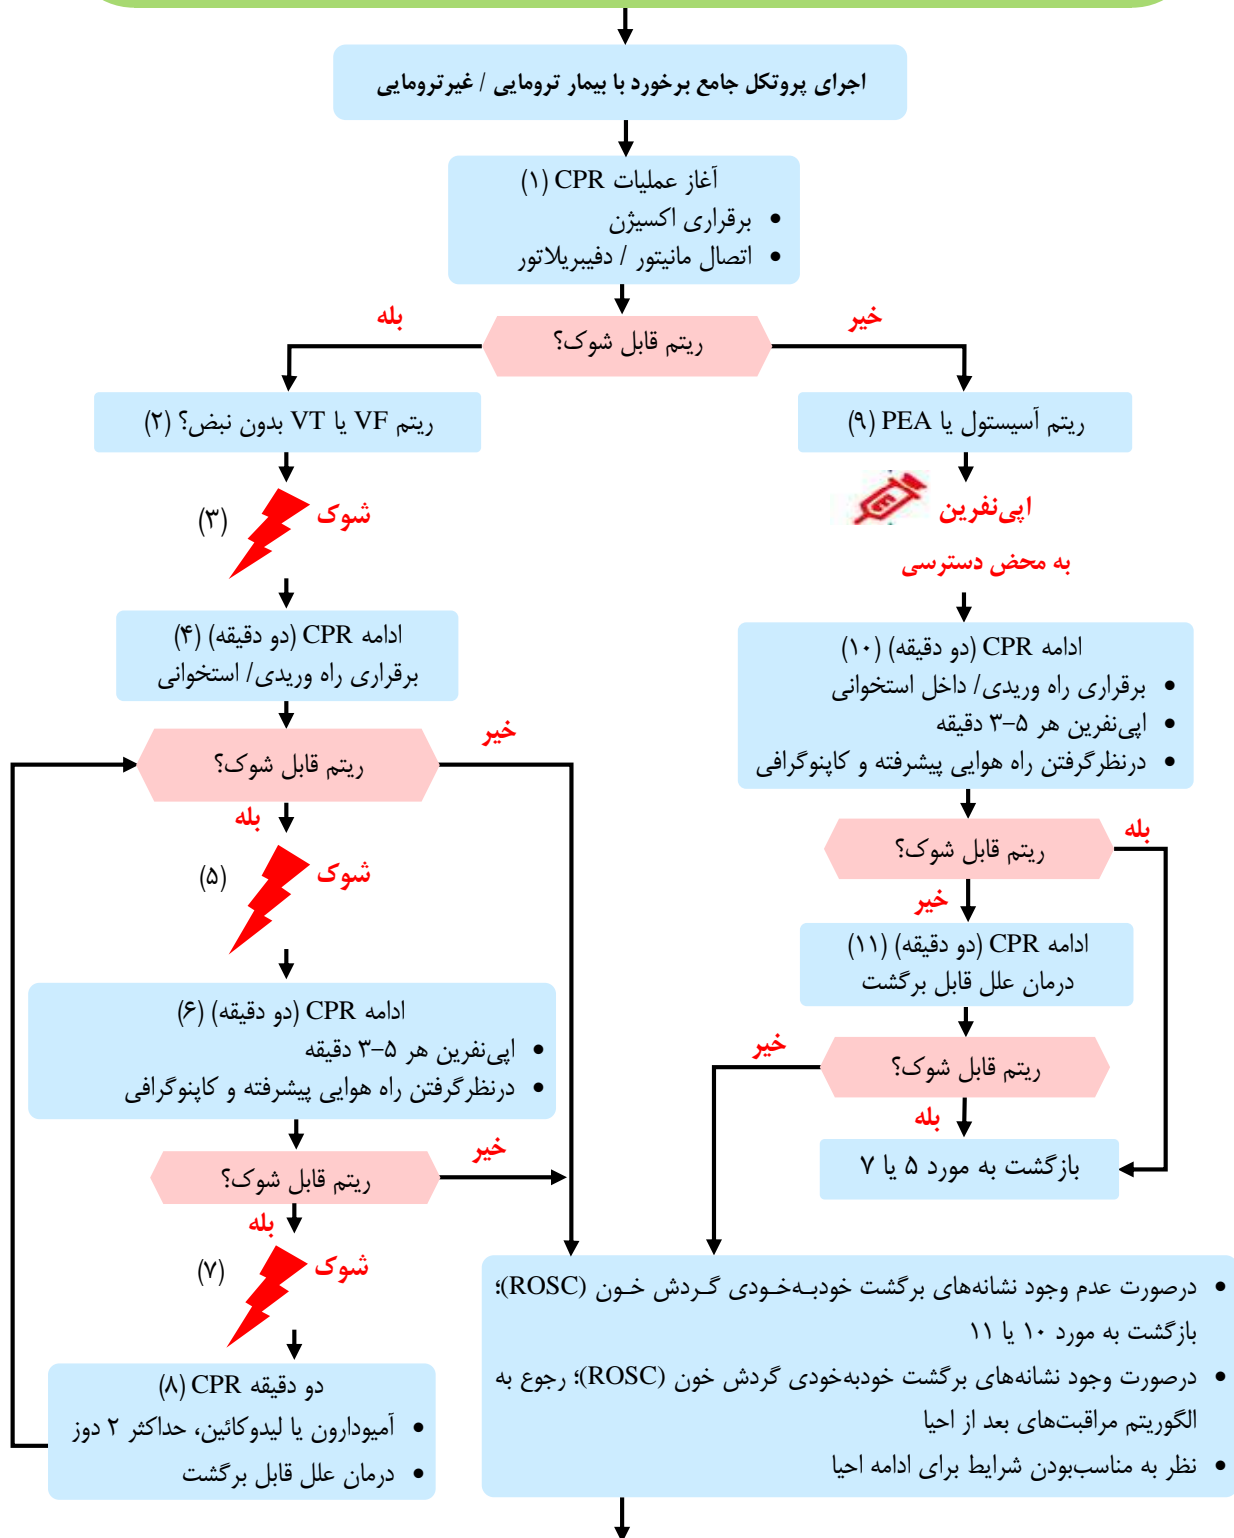 اجرای پروتکل جامع برخورد با بیمار ترومایی / غیرترومایی
آغاز عملیات CPR (۱)
• برقراری اکسیژن
• اتصال مانیتور / دفیبریلاتور
ریتم قابل شوک؟
بله
خیر
ریتم VF یا VT بدون نبض؟ (۲)
شوک
(۳)
ادامه CPR (دو دقیقه) (۴)
برقراری راه وریدی/ استخوانی
ریتم قابل شوک؟
خیر
بله
شوک
(۵)
ادامه CPR (دو دقیقه) (۶)
• اپی‌نفرین هر ۵-۳ دقیقه
• درنظرگرفتن راه هوایی پیشرفته و کاپنوگرافی
ریتم قابل شوک؟
خیر
بله
شوک
(۷)
دو دقیقه CPR (۸)
• آمیودارون یا لیدوکائین، حداکثر ۲ دوز
• درمان علل قابل برگشت
ریتم آسیستول یا PEA (۹)
اپی‌نفرین
به محض دسترسی
ادامه CPR (دو دقیقه) (۱۰)
• برقراری راه وریدی/ داخل استخوانی
• اپی‌نفرین هر ۵-۳ دقیقه
• درنظرگرفتن راه هوایی پیشرفته و کاپنوگرافی
ریتم قابل شوک؟
بله
خیر
ادامه CPR (دو دقیقه) (۱۱)
درمان علل قابل برگشت
ریتم قابل شوک؟
خیر
بله
بازگشت به مورد ۵ یا ۷
• درصورت عدم وجود نشانه‌های برگشت خودبـه‌خـودی گـردش خـون (ROSC)؛
بازگشت به مورد ۱۰ یا ۱۱
• درصورت وجود نشانه‌های برگشت خودبه‌خودی گردش خون (ROSC)؛ رجوع به
الگوریتم مراقبت‌های بعد از احیا
• نظر به مناسب‌بودن شرایط برای ادامه احیا